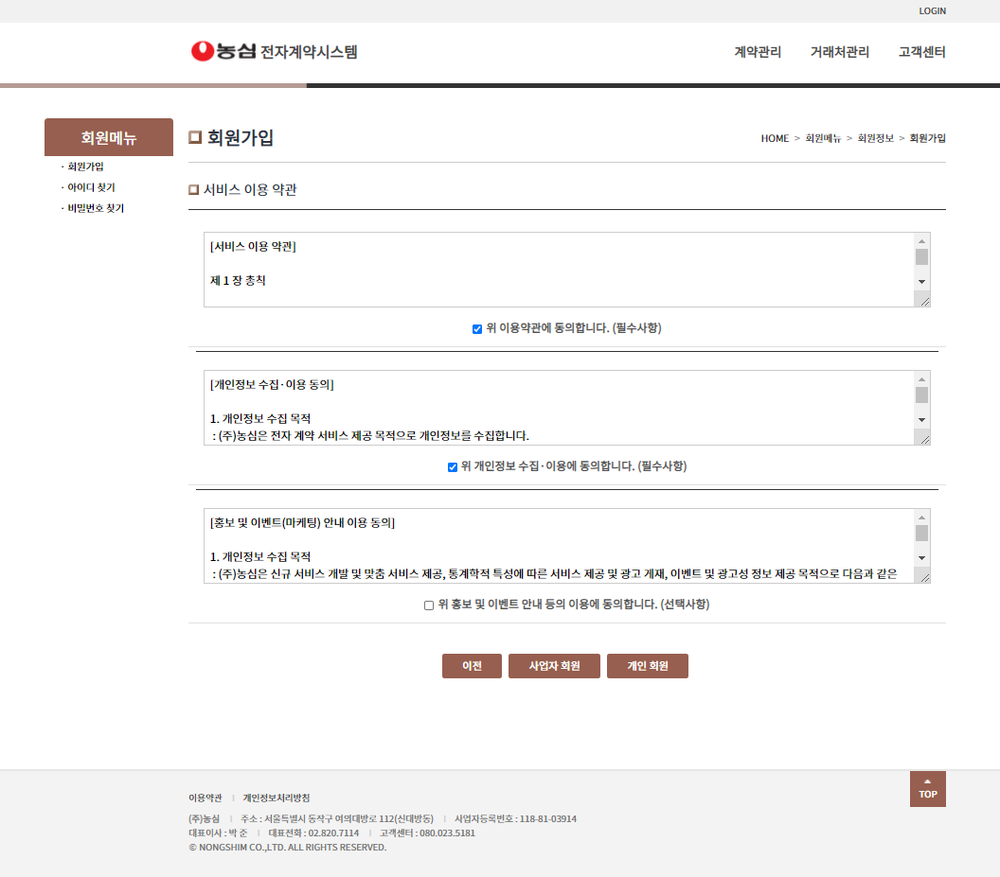 LOGIN
농심 전자계약시스템
계약관리 거래처관리 고객센터
회원메뉴
· 회원가입
· 아이디 찾기
· 비밀번호 찾기
회원가입
HOME > 회원메뉴 > 회원정보 > 회원가입
서비스 이용 약관
[서비스 이용 약관]
제 1 장 총칙
위 이용약관에 동의합니다. (필수사항)
[개인정보 수집·이용 동의]
1. 개인정보 수집 목적
: (주)농심은 전자 계약 서비스 제공 목적으로 개인정보를 수집합니다.
위 개인정보 수집·이용에 동의합니다. (필수사항)
[홍보 및 이벤트(마케팅) 안내 이용 동의]
1. 개인정보 수집 목적
: (주)농심은 신규 서비스 개발 및 맞춤 서비스 제공, 통계학적 특성에 따른 서비스 제공 및 광고 게재, 이벤트 및 광고성 정보 제공 목적으로 다음과 같은
위 홍보 및 이벤트 안내 등의 이용에 동의합니다. (선택사항)
이전 사업자 회원 개인 회원
TOP
이용약관 | 개인정보처리방침
(주)농심 | 주소 : 서울특별시 동작구 여의대방로 112(신대방동) | 사업자등록번호 : 118-81-03914
대표이사 : 박 준 | 대표전화 : 02.820.7114 | 고객센터 : 080.023.5181
© NONGSHIM CO.,LTD. ALL RIGHTS RESERVED.